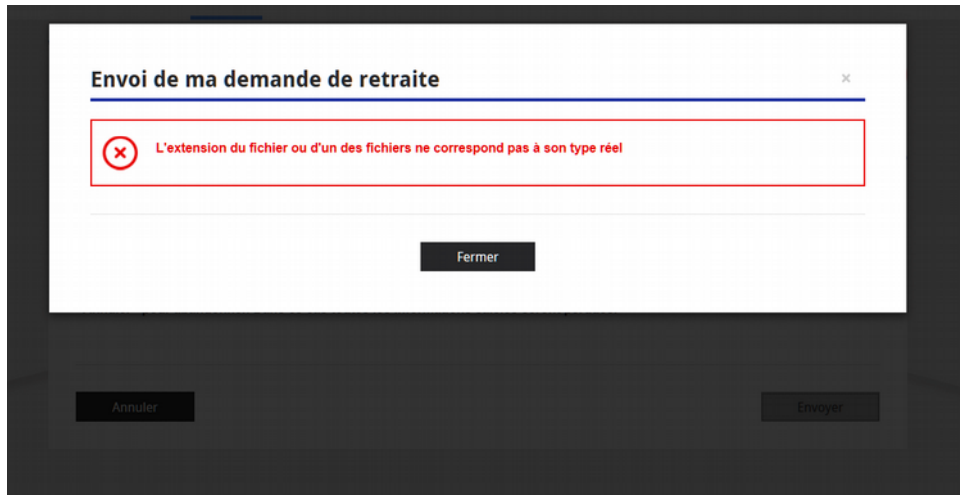 Envoi de ma demande de retraite
×
L'extension du fichier ou d'un des fichiers ne correspond pas à son type réel
Fermer
Annuler
Envoyer